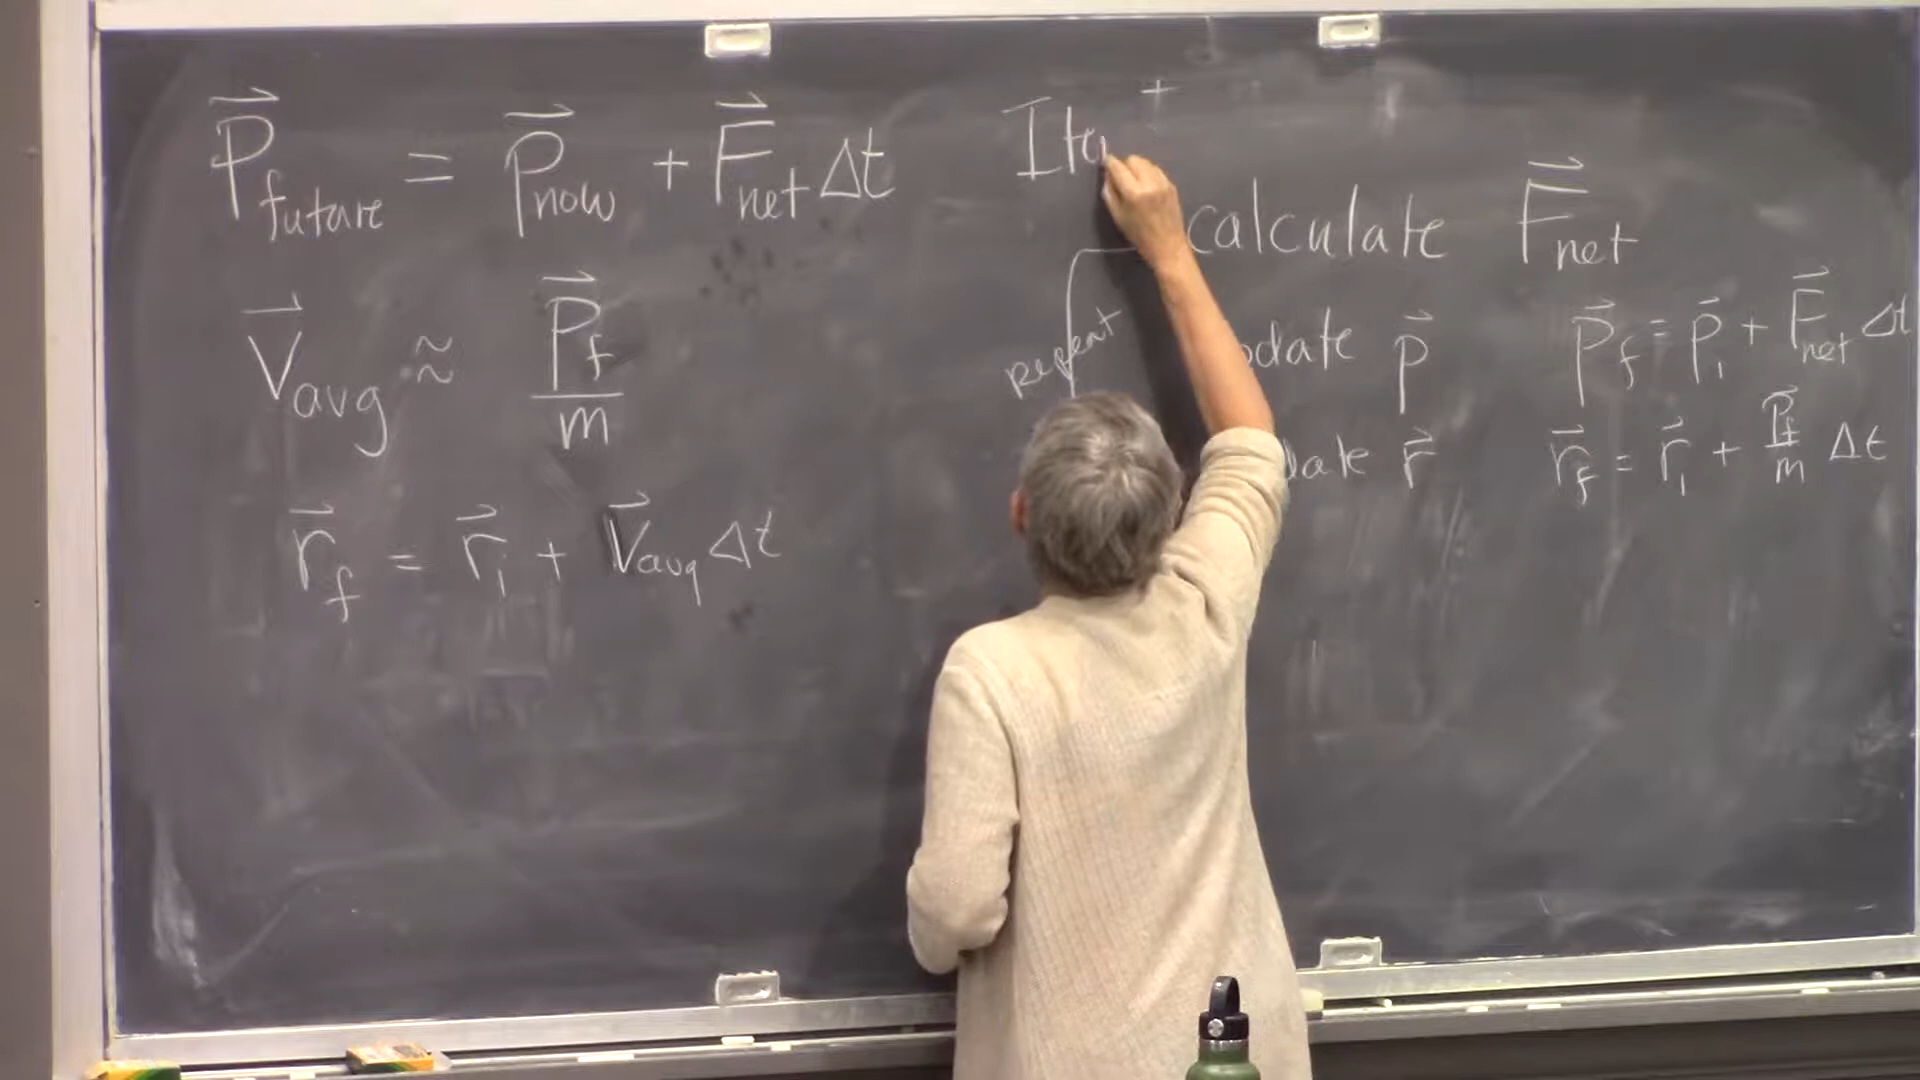 P⃗future = p⃗now + F⃗net Δt
v⃗avg ≈ p⃗f/m
r⃗f = r⃗i + v⃗avg Δt
Ite
calculate F⃗net
repeat
date p⃗ p⃗f = p⃗i + F⃗net Δt
date r⃗ r⃗f = r⃗i + p⃗f/m Δt